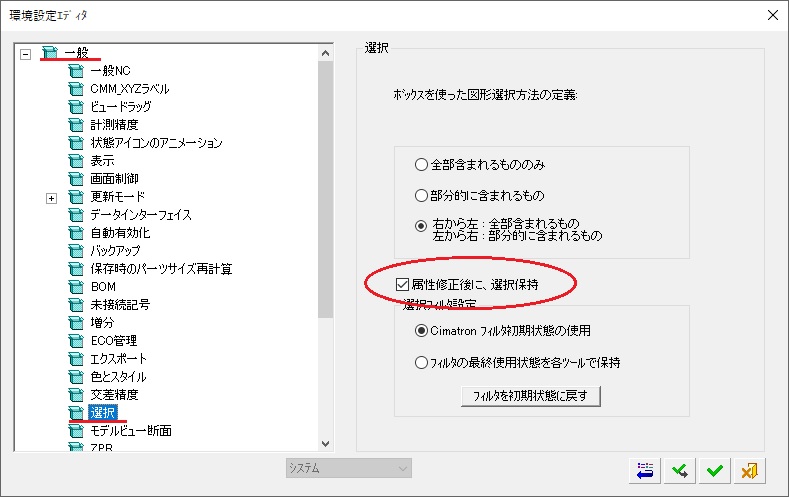 環境設定ｴﾃﾞｨﾀ
一般
一般NC
CMM_XYZラベル
ビュードラッグ
計測精度
状態アイコンのアニメーション
表示
画面制御
更新モード
データインターフェイス
自動有効化
バックアップ
保存時のパーツサイズ再計算
BOM
未接続記号
増分
ECO管理
エクスポート
色とスタイル
交差精度
選択
モデルビュー断面
ZPR
選択
ﾎﾞｯｸｽを使った図形選択方法の定義:
全部含まれるもののみ
部分的に含まれるもの
右から左 : 全部含まれるもの
左から右 : 部分的に含まれるもの
属性修正後に、選択保持
選択ﾌｨﾙﾀ設定
Cimatron ﾌｨﾙﾀ初期状態の使用
ﾌｨﾙﾀの最終使用状態を各ﾂｰﾙで保持
ﾌｨﾙﾀを初期状態に戻す
ｼｽﾃﾑ